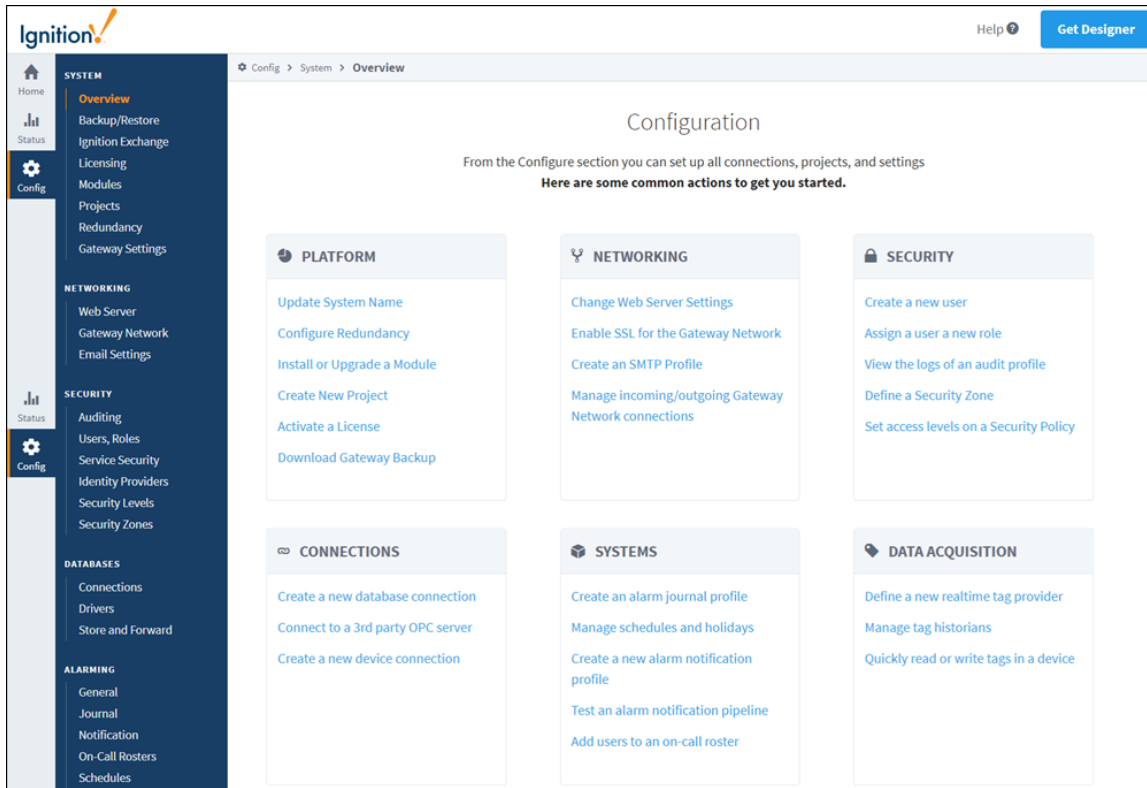 Ignition!
Help
Get Designer
Home
Status
Config
Status
Config
SYSTEM
Overview
Backup/Restore
Ignition Exchange
Licensing
Modules
Projects
Redundancy
Gateway Settings
NETWORKING
Web Server
Gateway Network
Email Settings
SECURITY
Auditing
Users, Roles
Service Security
Identity Providers
Security Levels
Security Zones
DATABASES
Connections
Drivers
Store and Forward
ALARMING
General
Journal
Notification
On-Call Rosters
Schedules
Config > System > Overview
Configuration
From the Configure section you can set up all connections, projects, and settings
Here are some common actions to get you started.
PLATFORM
Update System Name
Configure Redundancy
Install or Upgrade a Module
Create New Project
Activate a License
Download Gateway Backup
NETWORKING
Change Web Server Settings
Enable SSL for the Gateway Network
Create an SMTP Profile
Manage incoming/outgoing Gateway
Network connections
SECURITY
Create a new user
Assign a user a new role
View the logs of an audit profile
Define a Security Zone
Set access levels on a Security Policy
CONNECTIONS
Create a new database connection
Connect to a 3rd party OPC server
Create a new device connection
SYSTEMS
Create an alarm journal profile
Manage schedules and holidays
Create a new alarm notification
profile
Test an alarm notification pipeline
Add users to an on-call roster
DATA ACQUISITION
Define a new realtime tag provider
Manage tag historians
Quickly read or write tags in a device